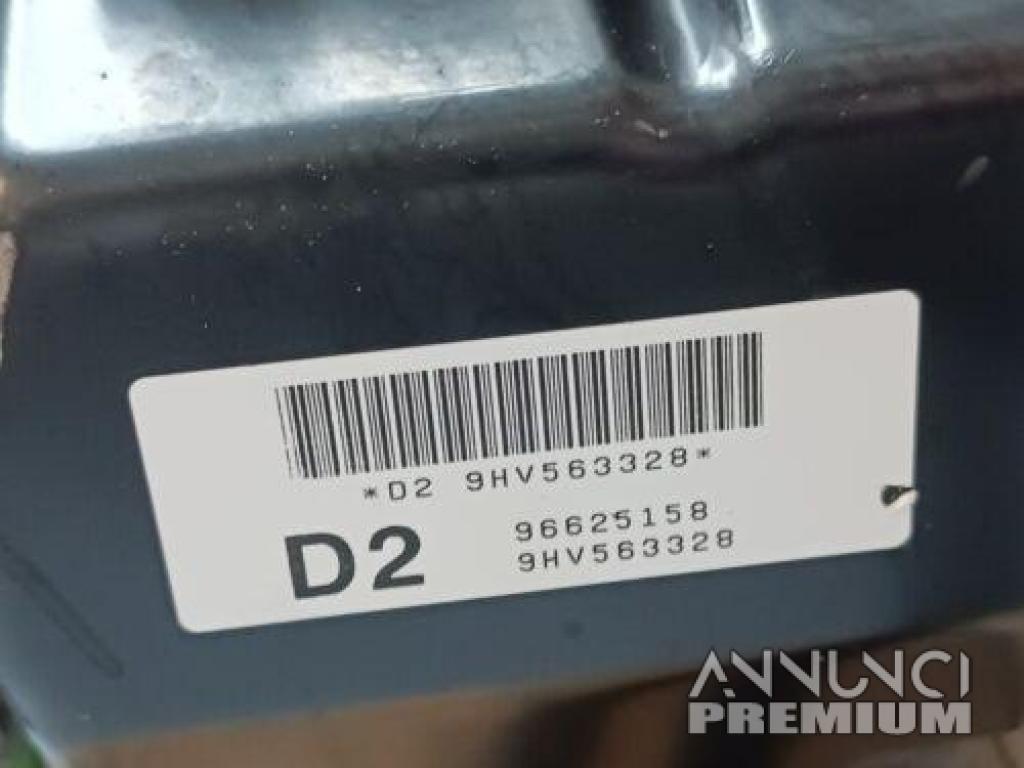 *D2 9HV563328*
D2
96625158
9HV563328
ANNUNCI
PREMIUM